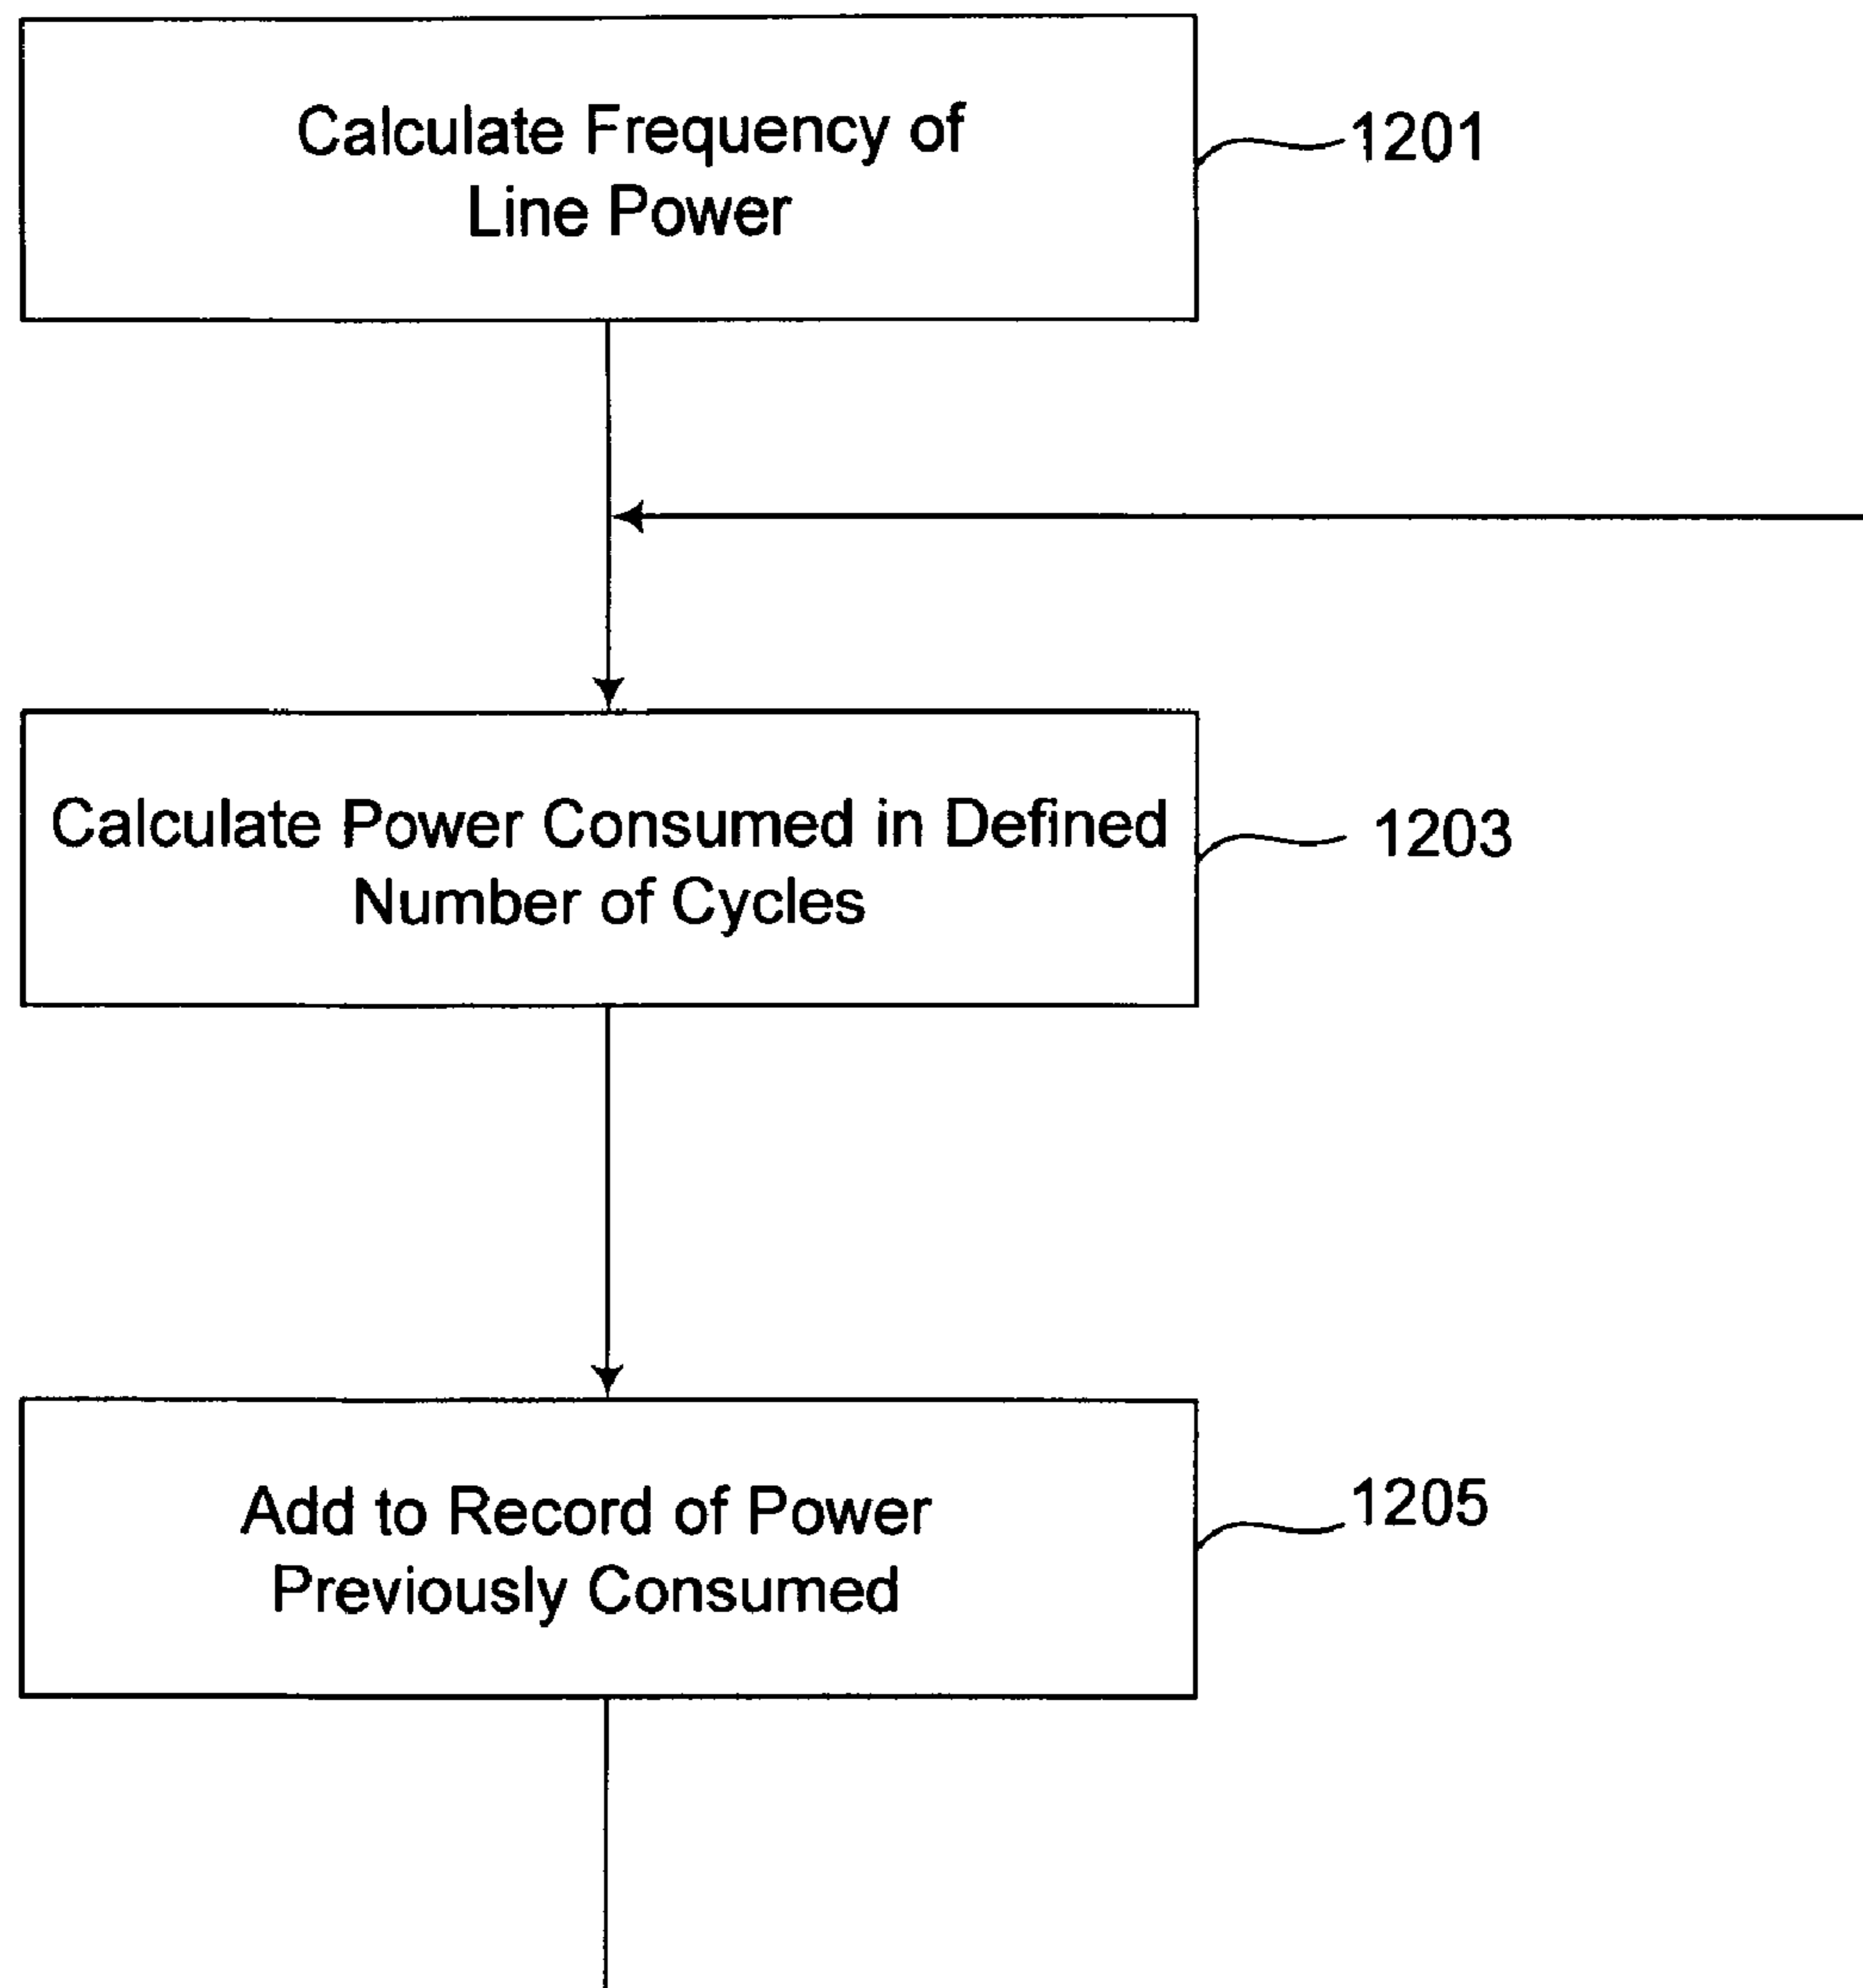 Calculate Frequency of
Line Power
1201
Calculate Power Consumed in Defined
Number of Cycles
1203
Add to Record of Power
Previously Consumed
1205